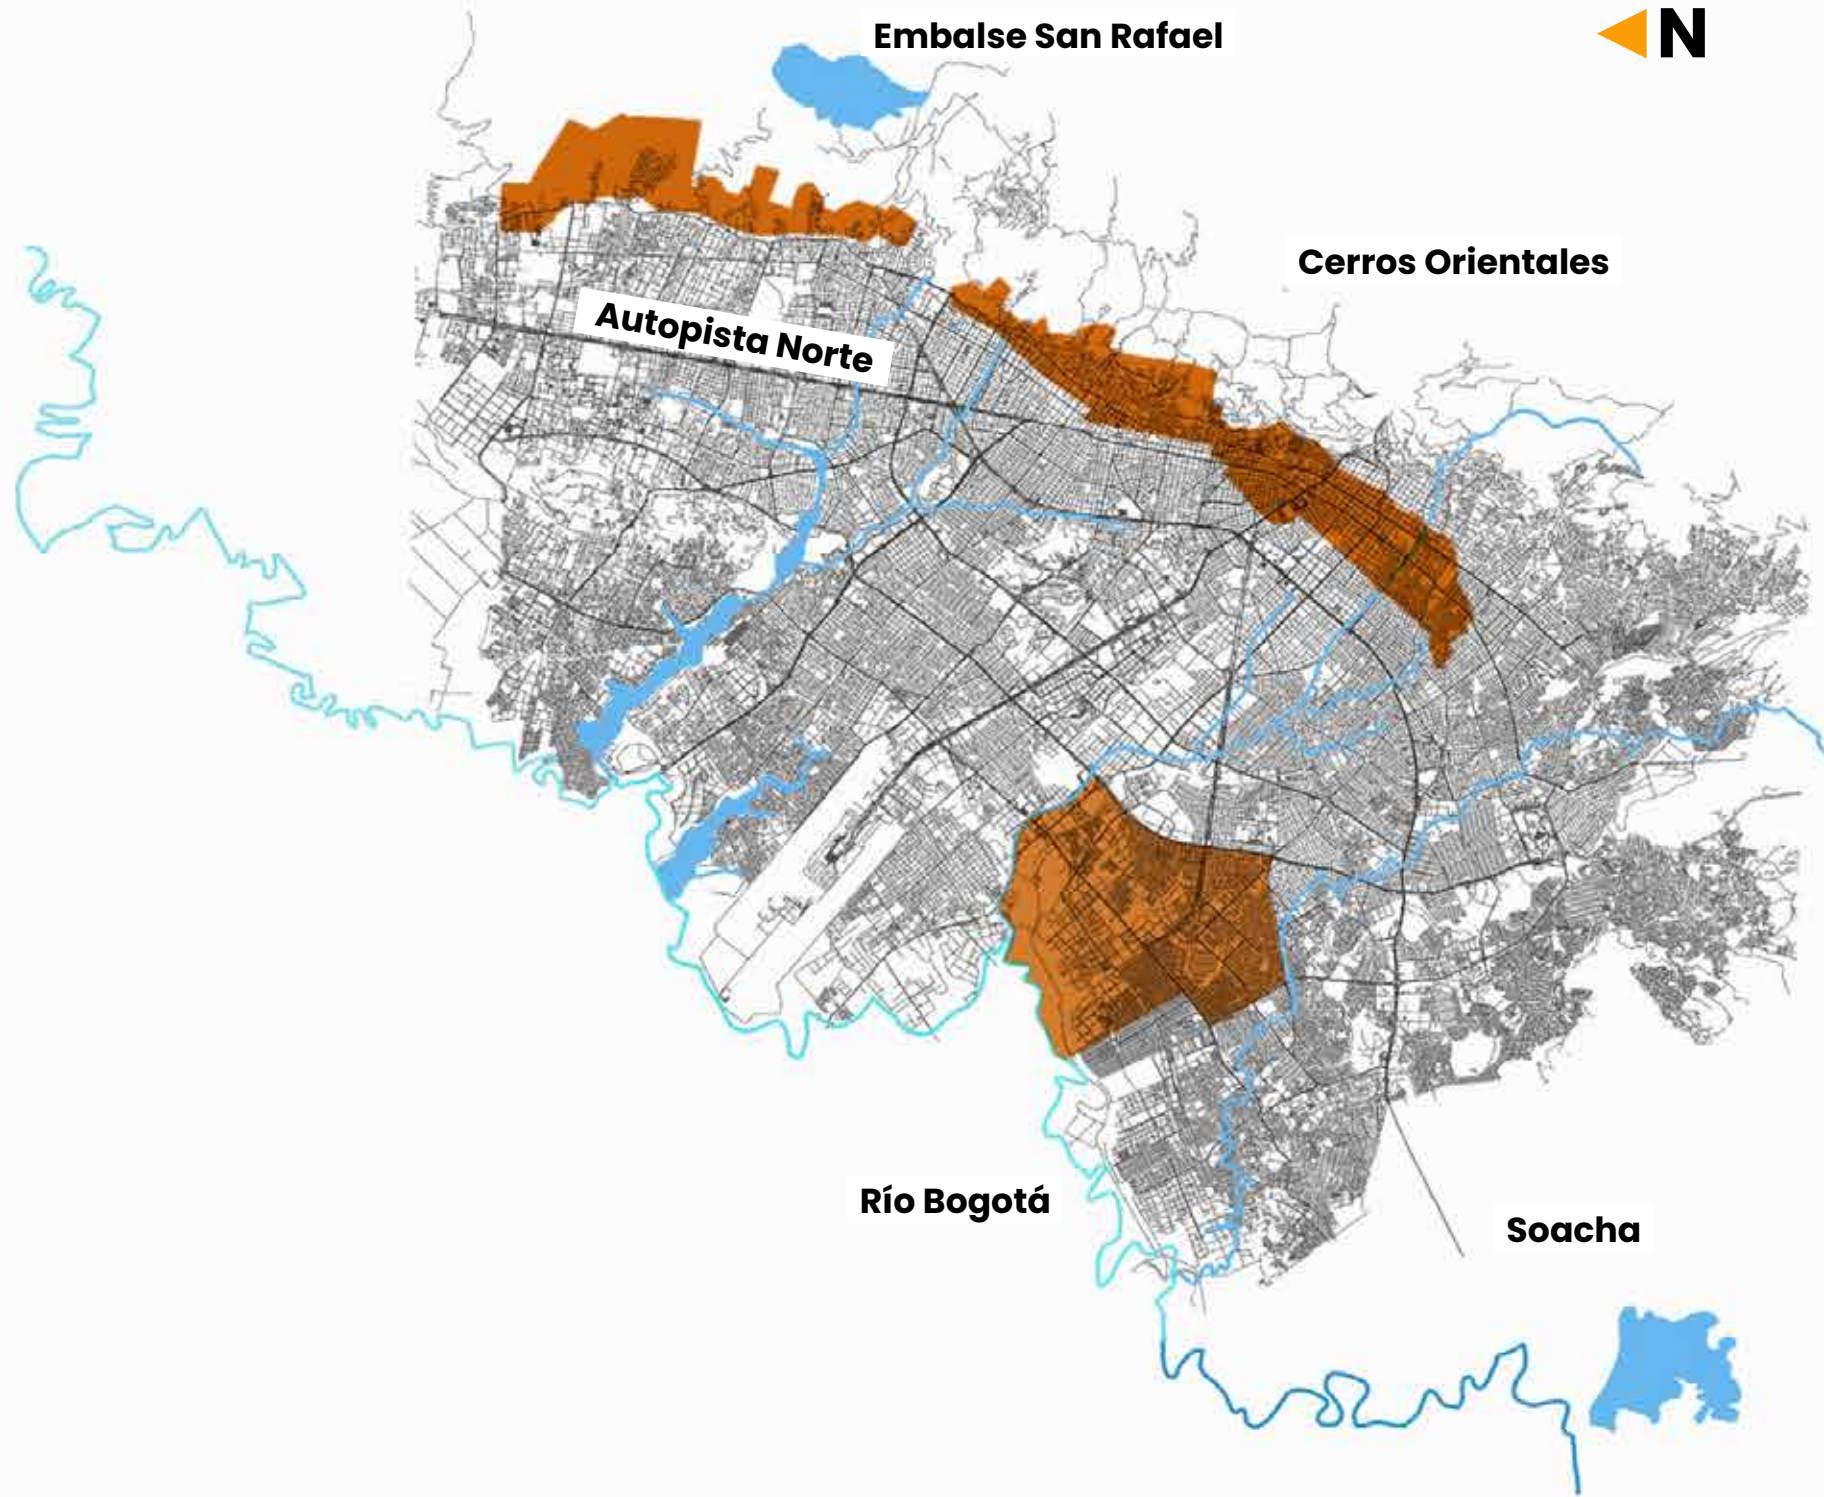 Embalse San Rafael
N
Cerros Orientales
Autopista Norte
Río Bogotá
Soacha